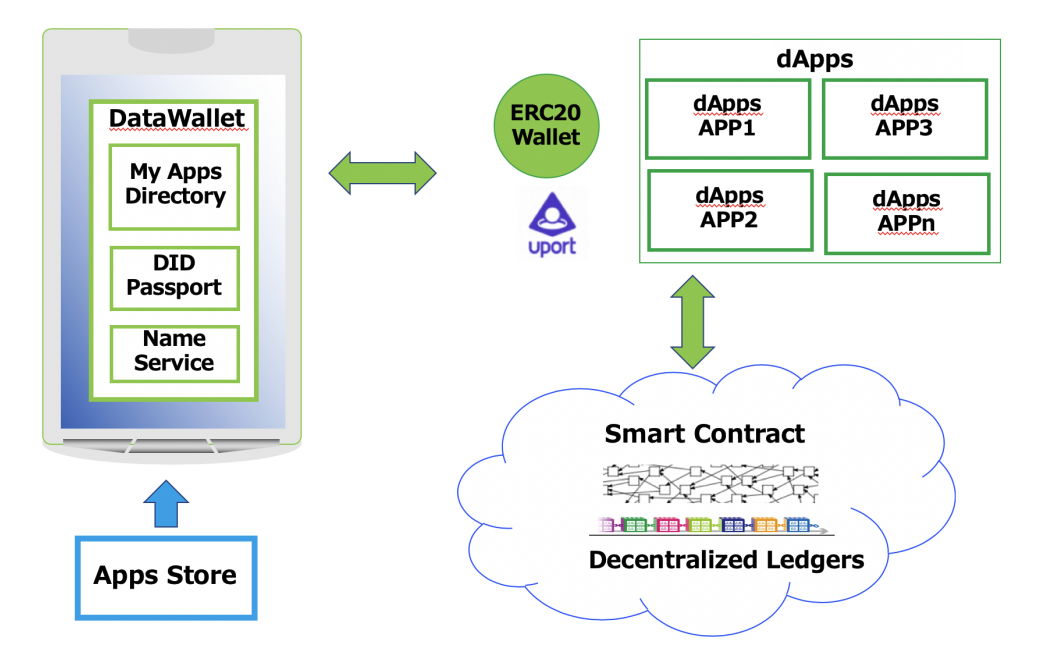 DataWallet
My Apps
Directory
DID
Passport
Name
Service
Apps Store
ERC20
Wallet
uport
dApps
dApps
APP1
dApps
APP3
dApps
APP2
dApps
APPn
Smart Contract
Decentralized Ledgers